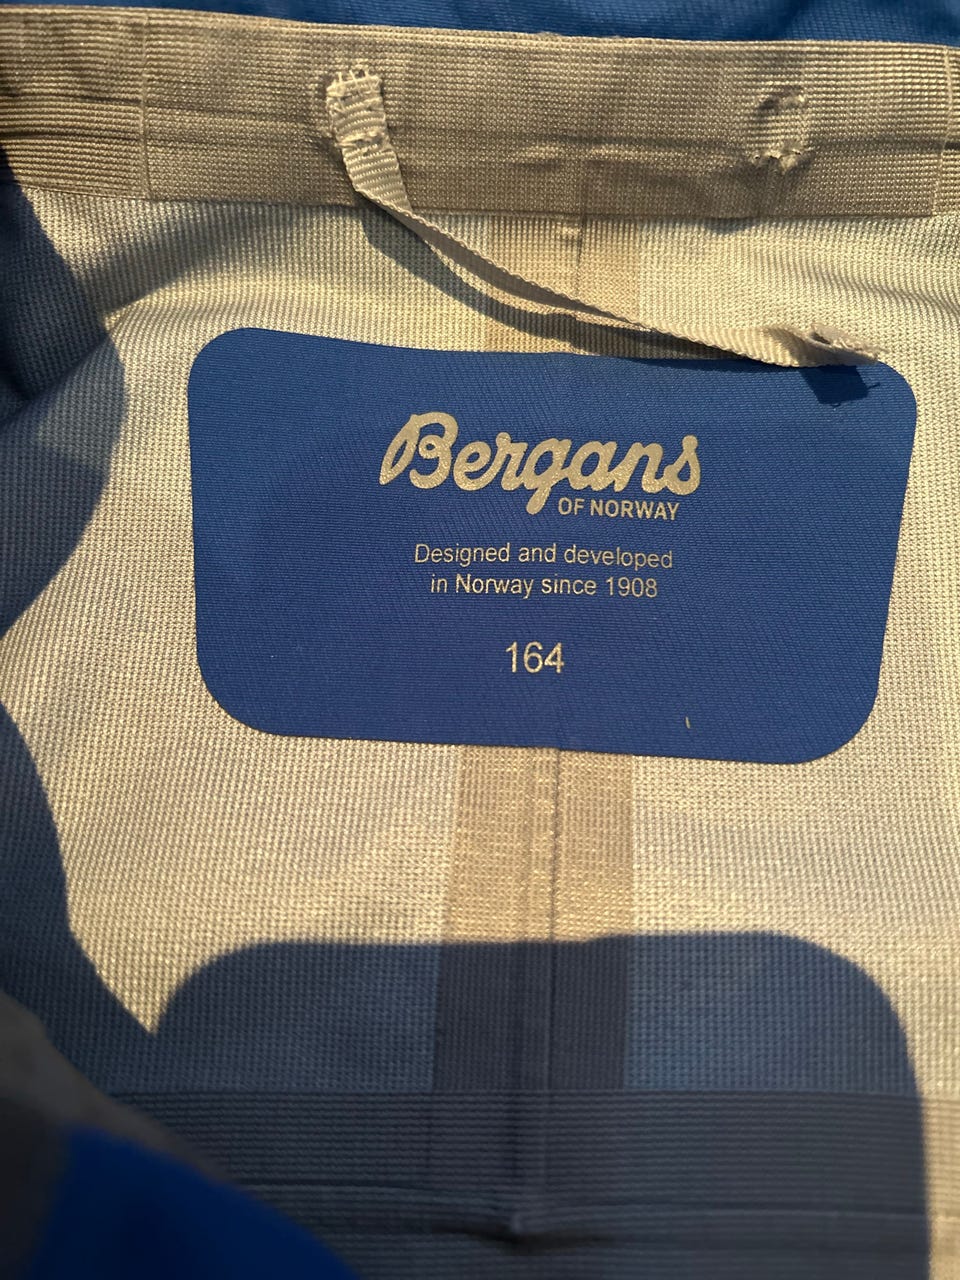 Bergans
OF NORWAY
Designed and developed
in Norway since 1908
164